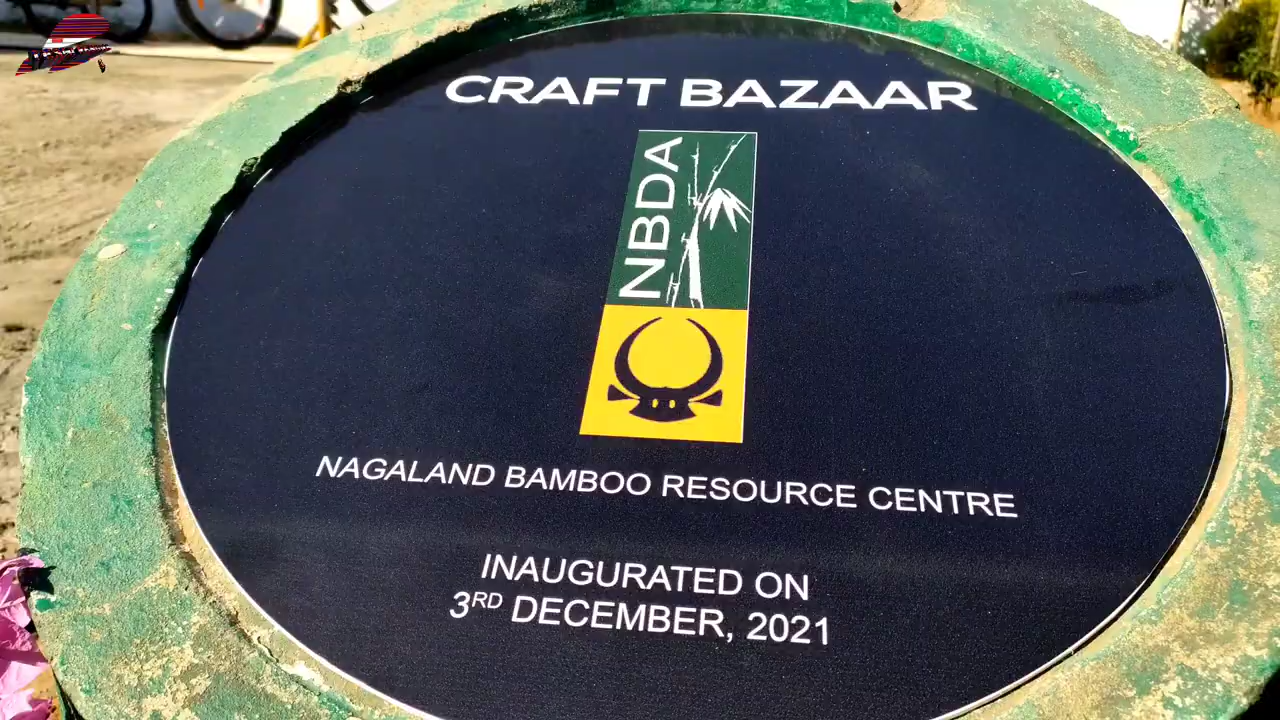 CRAFT BAZAAR
NBDA
NAGALAND BAMBOO RESOURCE CENTRE
INAUGURATED ON
3RD DECEMBER, 2021